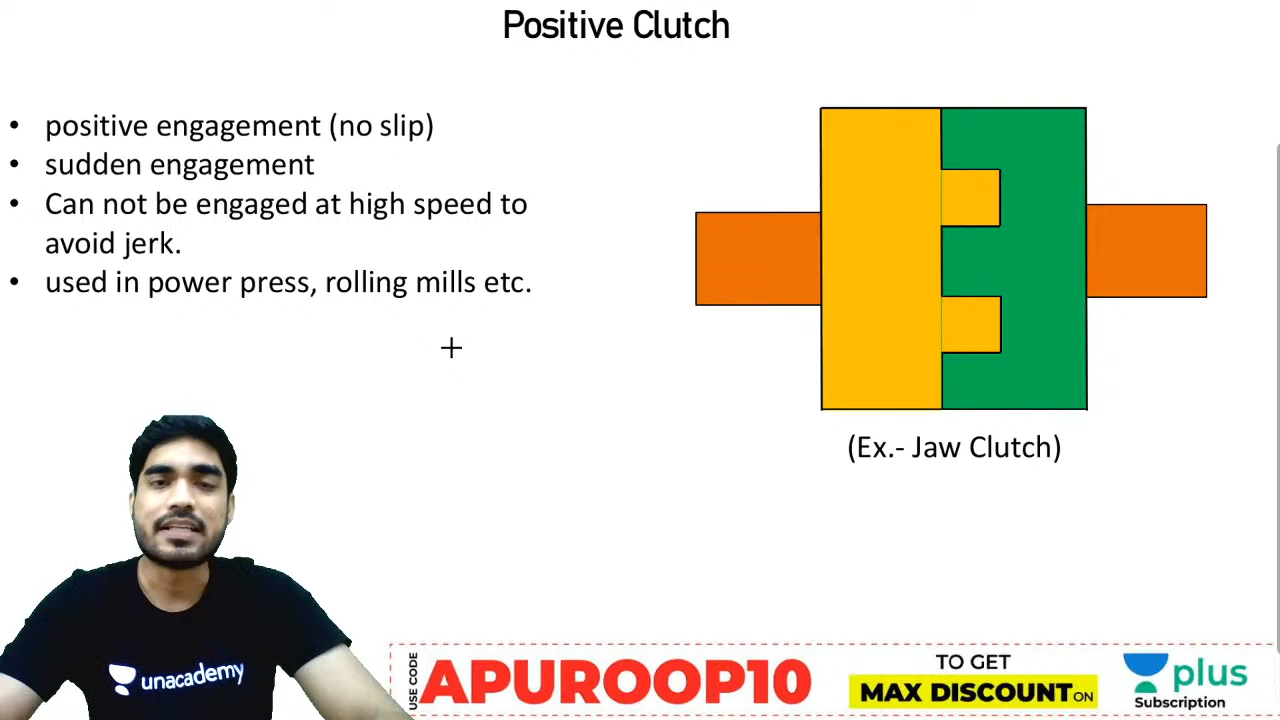 Positive Clutch
• positive engagement (no slip)
• sudden engagement
• Can not be engaged at high speed to
avoid jerk.
• used in power press, rolling mills etc.
(Ex.- Jaw Clutch)
unacademy
USE CODE
APUROOP10
TO GET
MAX DISCOUNT ON
plus
Subscription